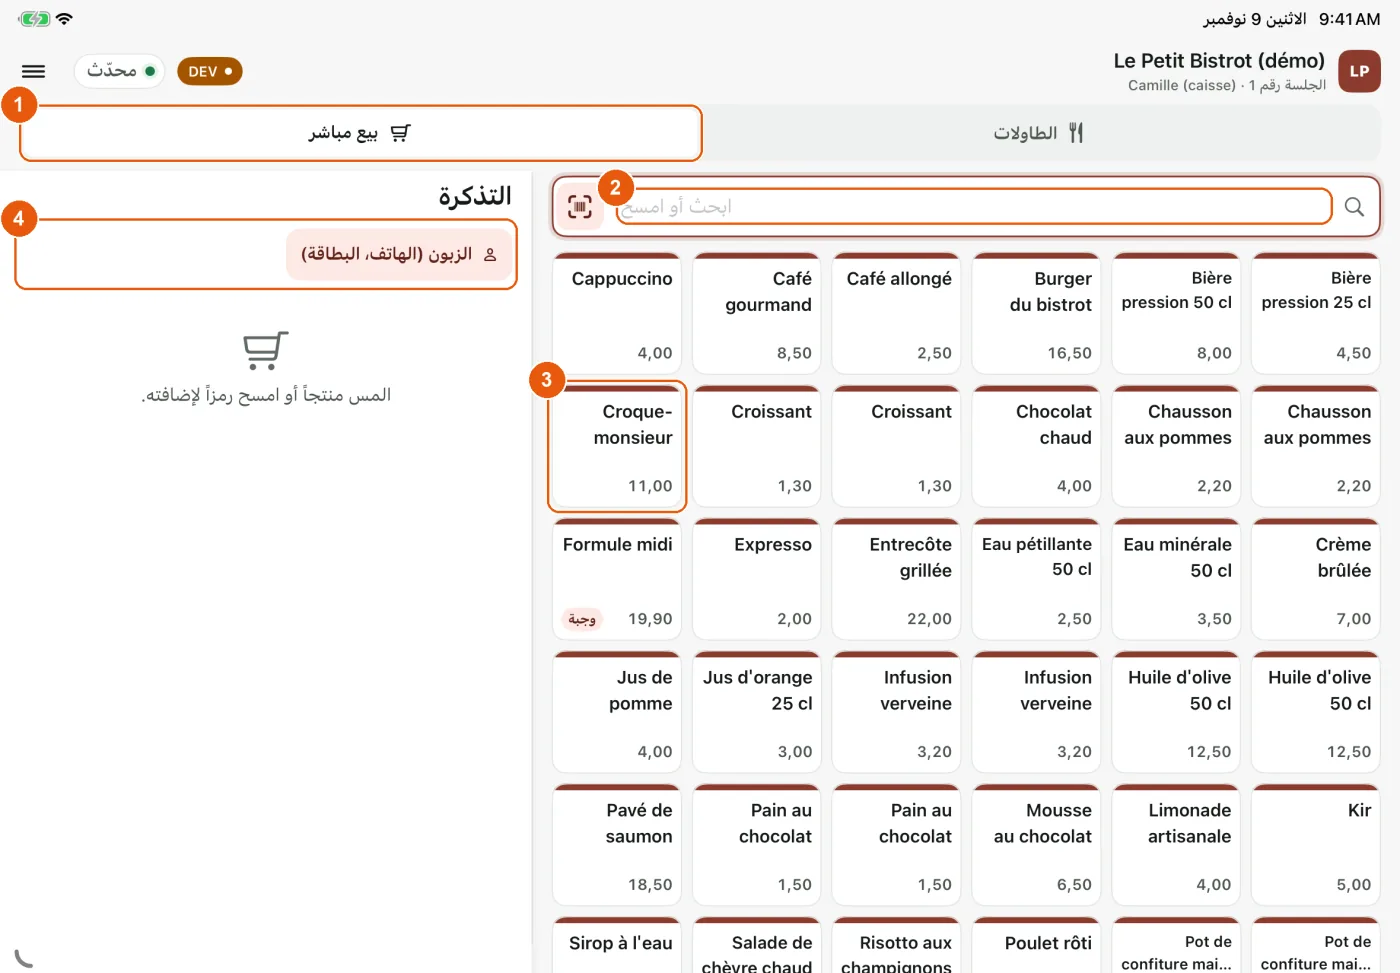 9:41 AM الاثنين 9 نوفمبر
Le Petit Bistrot (démo)
LP
الجلسة رقم 1 · Camille (caisse)
DEV
محدّث
1
الطاولات
بيع مباشر
2
ابحث أو امسح
Bière pression 25 cl
4,50
Bière pression 50 cl
8,00
Burger du bistrot
16,50
Café allongé
2,50
Café gourmand
8,50
Cappuccino
4,00
3
Chausson aux pommes
2,20
Chausson aux pommes
2,20
Chocolat chaud
4,00
Croissant
1,30
Croissant
1,30
Croque-monsieur
11,00
Crème brûlée
7,00
Eau minérale 50 cl
3,50
Eau pétillante 50 cl
2,50
Entrecôte grillée
22,00
Expresso
2,00
Formule midi
19,90
وجبة
Huile d'olive 50 cl
12,50
Huile d'olive 50 cl
12,50
Infusion verveine
3,20
Infusion verveine
3,20
Jus d'orange 25 cl
3,00
Jus de pomme
4,00
Kir
5,00
Limonade artisanale
4,00
Mousse au chocolat
6,50
Pain au chocolat
1,50
Pain au chocolat
1,50
Pavé de saumon
18,50
Pot de confiture mai...
Pot de confiture mai...
Poulet rôti
Risotto aux champignons
Salade de chèvre chaud
Sirop à l'eau
التذكرة
4
الزبون (الهاتف، البطاقة)
المس منتجاً أو امسح رمزاً لإضافته.